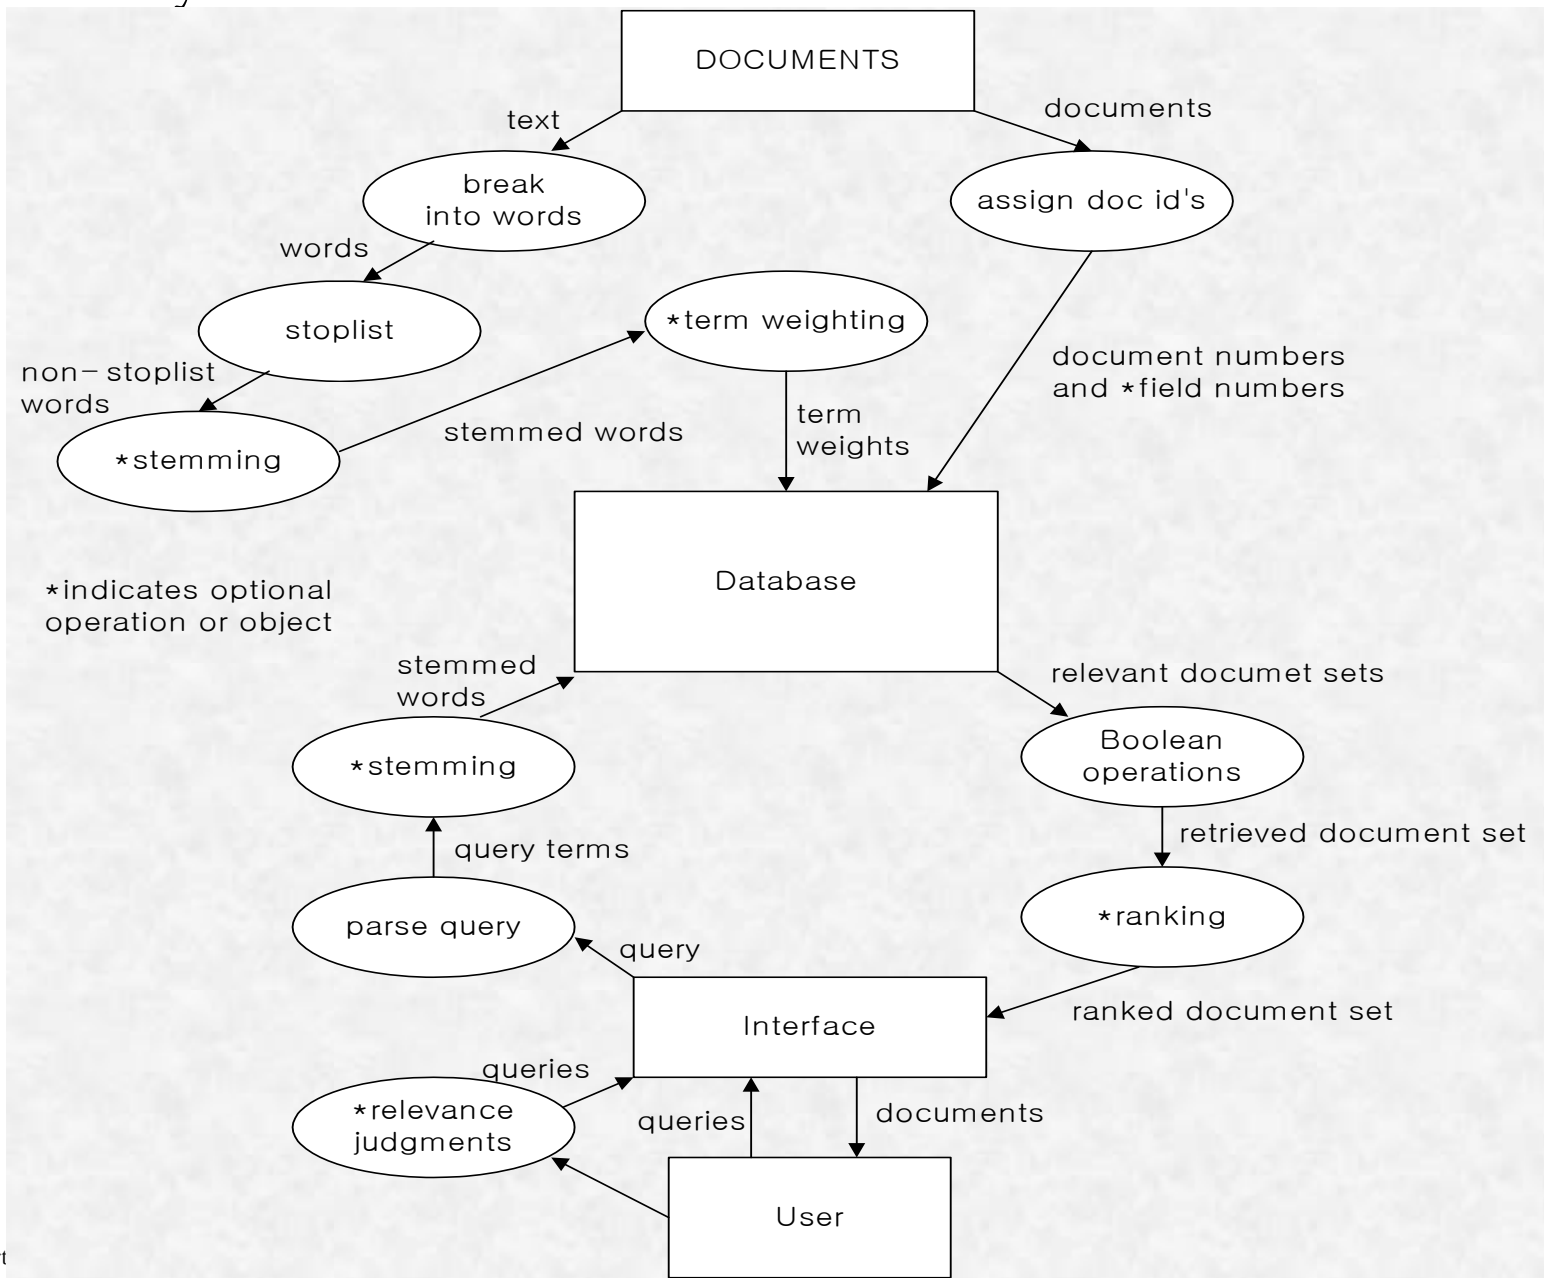 DOCUMENTS
text
documents
break
into words
assign doc id's
words
stoplist
*term weighting
non-stoplist
words
document numbers
and *field numbers
stemmed words
term
weights
*stemming
Database
*indicates optional
operation or object
stemmed
words
relevant documet sets
*stemming
Boolean
operations
query terms
retrieved document set
parse query
*ranking
query
Interface
ranked document set
queries
*relevance
judgments
queries
documents
User